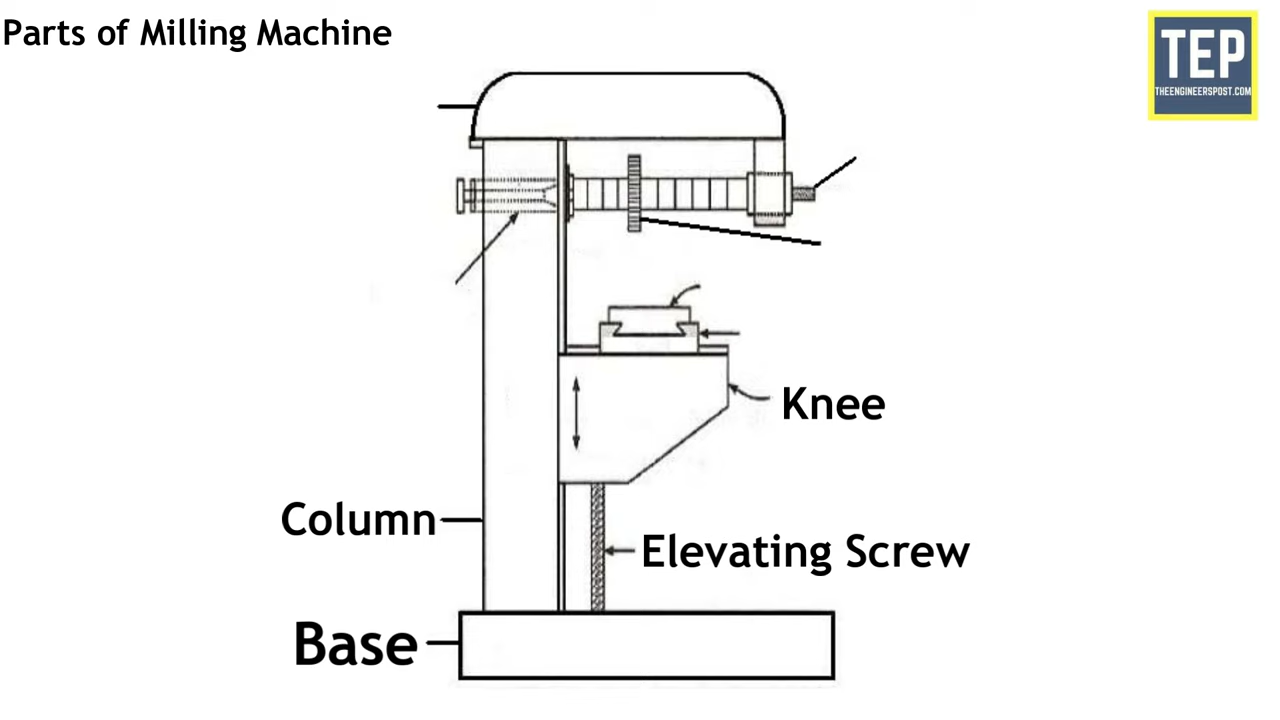 Parts of Milling Machine
TEP
THEENGINEERSPOST.COM
Knee
Column
Elevating Screw
Base